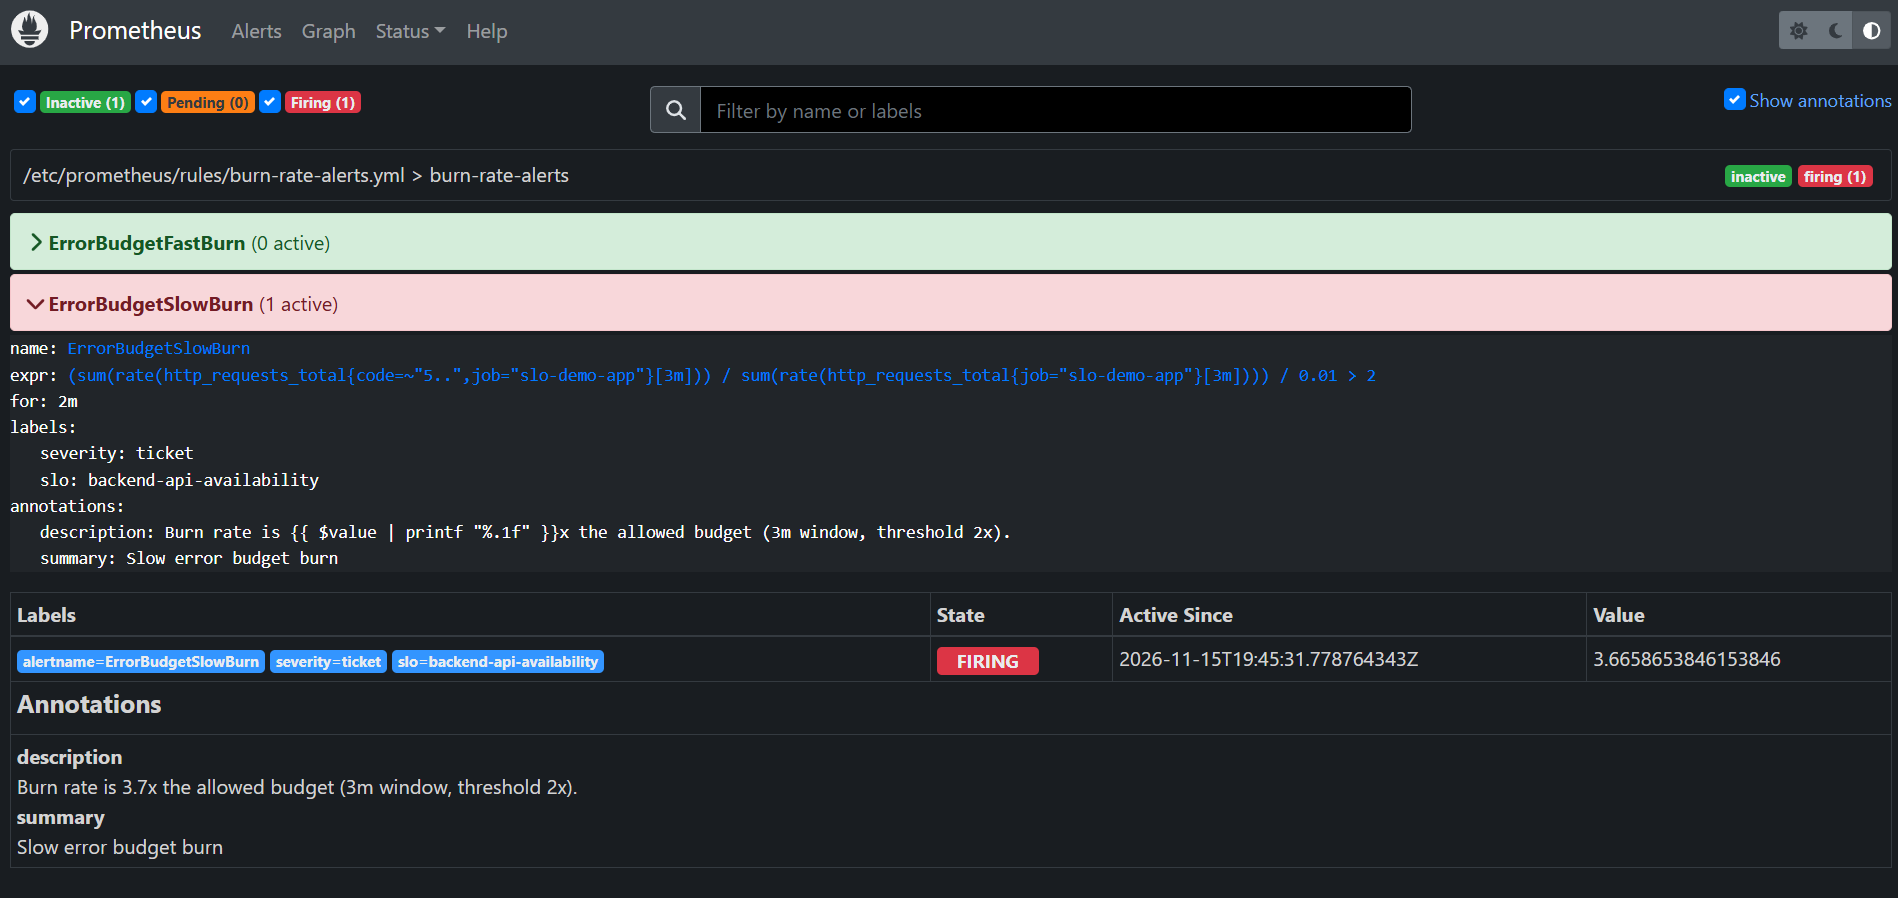 Prometheus Alerts Graph Status Help
Inactive (1) Pending (0) Firing (1) Filter by name or labels Show annotations
/etc/prometheus/rules/burn-rate-alerts.yml > burn-rate-alerts inactive firing (1)
ErrorBudgetFastBurn (0 active)
ErrorBudgetSlowBurn (1 active)
name: ErrorBudgetSlowBurn
expr: (sum(rate(http_requests_total{code=~"5..",job="slo-demo-app"}[3m])) / sum(rate(http_requests_total{job="slo-demo-app"}[3m]))) / 0.01 > 2
for: 2m
labels:
severity: ticket
slo: backend-api-availability
annotations:
description: Burn rate is {{ $value | printf "%.1f" }}x the allowed budget (3m window, threshold 2x).
summary: Slow error budget burn
Labels State Active Since Value
alertname=ErrorBudgetSlowBurn severity=ticket slo=backend-api-availability FIRING 2026-11-15T19:45:31.778764343Z 3.6658653846153846
Annotations
description
Burn rate is 3.7x the allowed budget (3m window, threshold 2x).
summary
Slow error budget burn